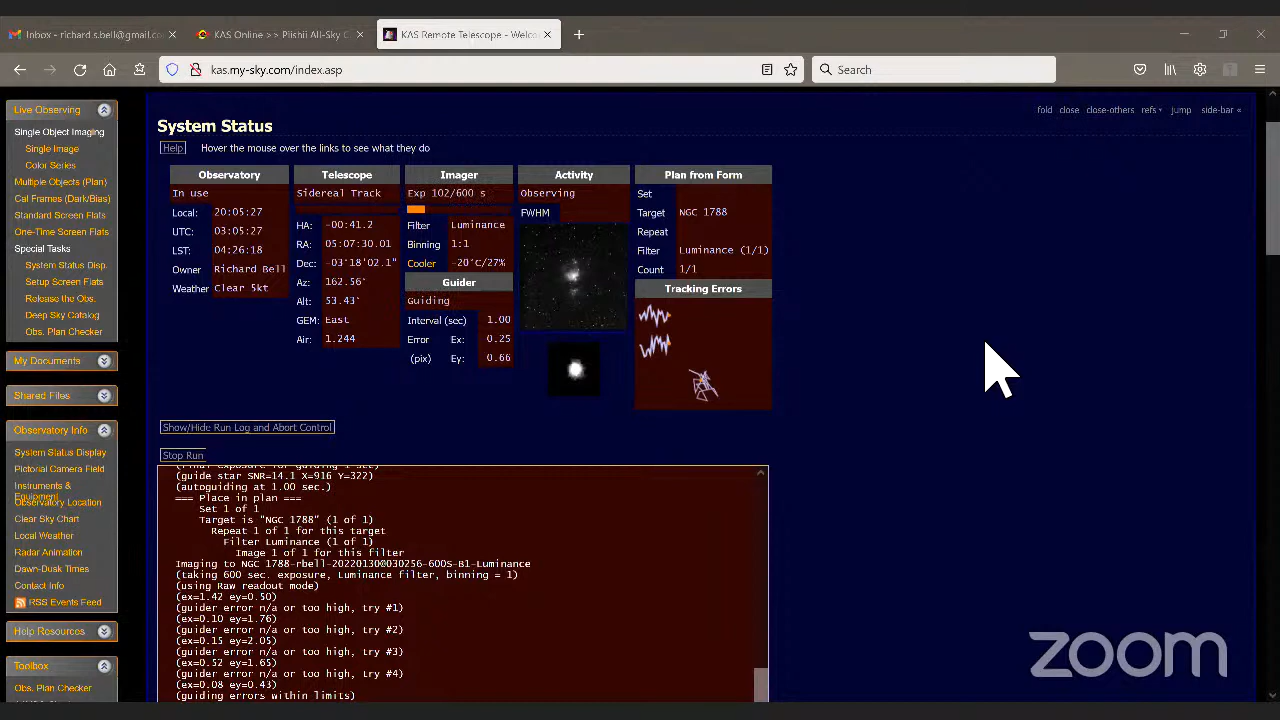 Inbox - richard.s.bell@gmail.co
KAS Online >> Piishii All-Sky C
KAS Remote Telescope - Welco
kas.my-sky.com/index.asp
Search
Live Observing
Single Object Imaging
Single Image
Color Series
Multiple Objects (Plan)
Cal Frames (Dark/Bias)
Standard Screen Flats
One-Time Screen Flats
Special Tasks
System Status Disp.
Setup Screen Flats
Release the Obs.
Deep Sky Catalog
Obs. Plan Checker
My Documents
Shared Files
Observatory Info
System Status Display
Pictorial Camera Field
Instruments &
Equipment
Observatory Location
Clear Sky Chart
Local Weather
Radar Animation
Dawn-Dusk Times
Contact Info
RSS Events Feed
Help Resources
Toolbox
Obs. Plan Checker
fold close close-others refs jump side-bar «
System Status
Help Hover the mouse over the links to see what they do
Observatory
In use
Local: 20:05:27
UTC: 03:05:27
LST: 04:26:18
Owner Richard Bell
Weather Clear 5kt
Telescope
Sidereal Track
HA: -00:41.2
RA: 05:07:30.01
Dec: -03°18'02.1"
Az: 162.56°
Alt: 53.43°
GEM: East
Air: 1.244
Imager
Exp 102/600 s
Filter Luminance
Binning 1:1
Cooler -20°C/27%
Guider
Guiding
Interval (sec) 1.00
Error Ex: 0.25
(pix) Ey: 0.66
Activity
Observing
FWHM
Plan from Form
Set
Target NGC 1788
Repeat
Filter Luminance (1/1)
Count 1/1
Tracking Errors
Show/Hide Run Log and Abort Control
Stop Run
(final exposure for guiding 1 sec)
(guide star SNR=14.1 X=916 Y=322)
(autoguiding at 1.00 sec.)
=== Place in plan ===
Set 1 of 1
Target is "NGC 1788" (1 of 1)
Repeat 1 of 1 for this target
Filter Luminance (1 of 1)
Image 1 of 1 for this filter
Imaging to NGC 1788-rbell-202201300030256-600S-B1-Luminance
(taking 600 sec. exposure, Luminance filter, binning = 1)
(using Raw readout mode)
(ex=1.42 ey=0.50)
(guider error n/a or too high, try #1)
(ex=0.10 ey=1.76)
(guider error n/a or too high, try #2)
(ex=0.15 ey=2.05)
(guider error n/a or too high, try #3)
(ex=0.52 ey=1.65)
(guider error n/a or too high, try #4)
(ex=0.08 ey=0.43)
(guiding errors within limits)
zoom